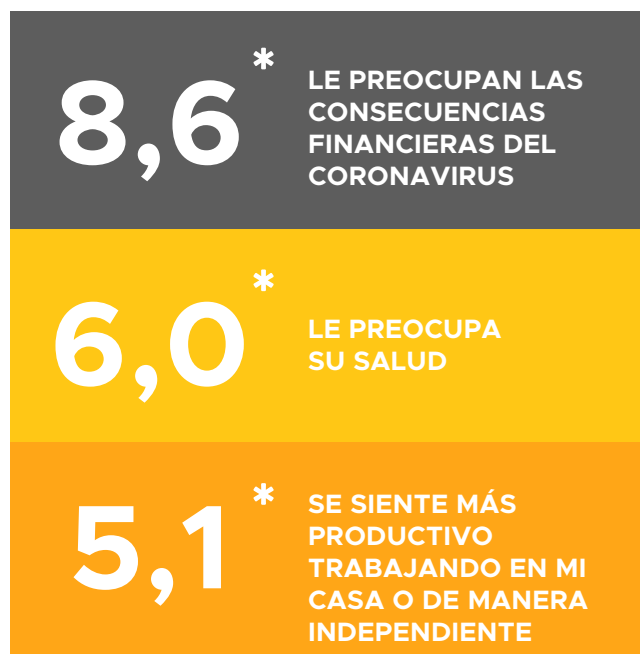 8,6*
LE PREOCUPAN LAS
CONSECUENCIAS
FINANCIERAS DEL
CORONAVIRUS
6,0*
LE PREOCUPA
SU SALUD
5,1*
SE SIENTE MÁS
PRODUCTIVO
TRABAJANDO EN MI
CASA O DE MANERA
INDEPENDIENTE